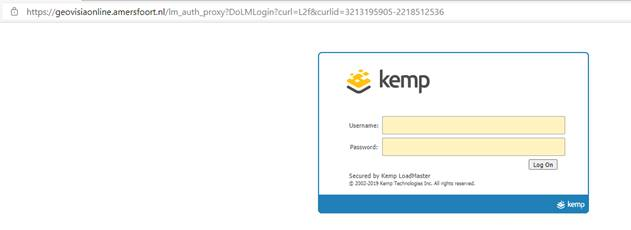 https://geovisiaonline.amersfoort.nl/lm_auth_proxy?DoLMLogin?curl=L2f&curlid=3213195905-2218512536
kemp
Username:
Password:
Log On
Secured by Kemp LoadMaster
© 2002-2019 Kemp Technologies Inc. All rights reserved.
kemp